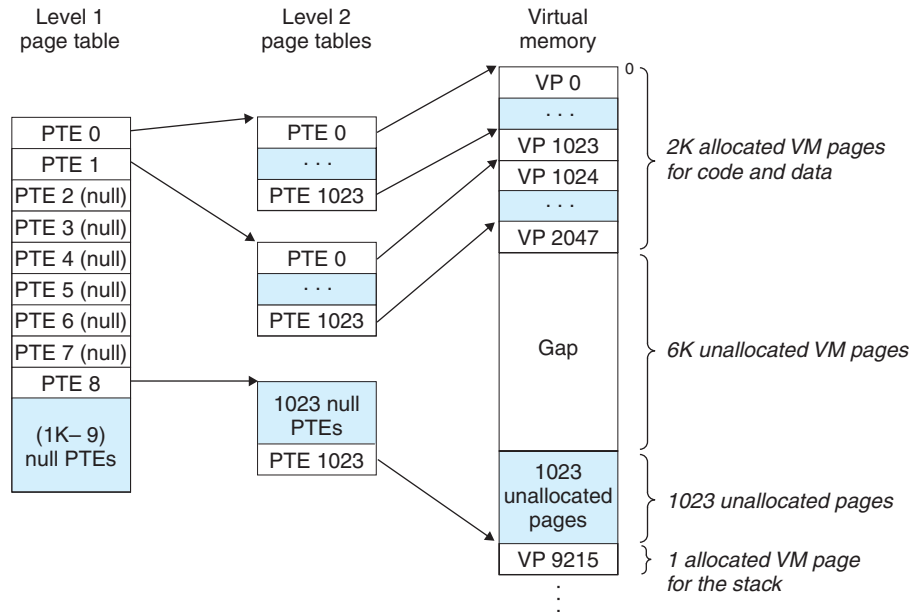 Level 1
page table
Level 2
page tables
Virtual
memory
PTE 0
PTE 1
PTE 2 (null)
PTE 3 (null)
PTE 4 (null)
PTE 5 (null)
PTE 6 (null)
PTE 7 (null)
PTE 8
(1K– 9)
null PTEs
PTE 0
. . .
PTE 1023
PTE 0
. . .
PTE 1023
1023 null
PTEs
PTE 1023
0
VP 0
. . .
VP 1023
VP 1024
. . .
VP 2047
Gap
1023
unallocated
pages
VP 9215
. . .
2K allocated VM pages
for code and data
6K unallocated VM pages
1023 unallocated pages
1 allocated VM page
for the stack